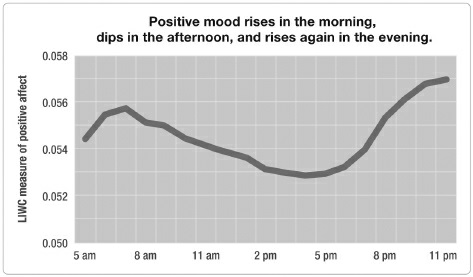 Positive mood rises in the morning,
dips in the afternoon, and rises again in the evening.
LIWC measure of positive affect
0.058
0.056
0.054
0.052
0.050
5 am 8 am 11 am 2 pm 5 pm 8 pm 11 pm